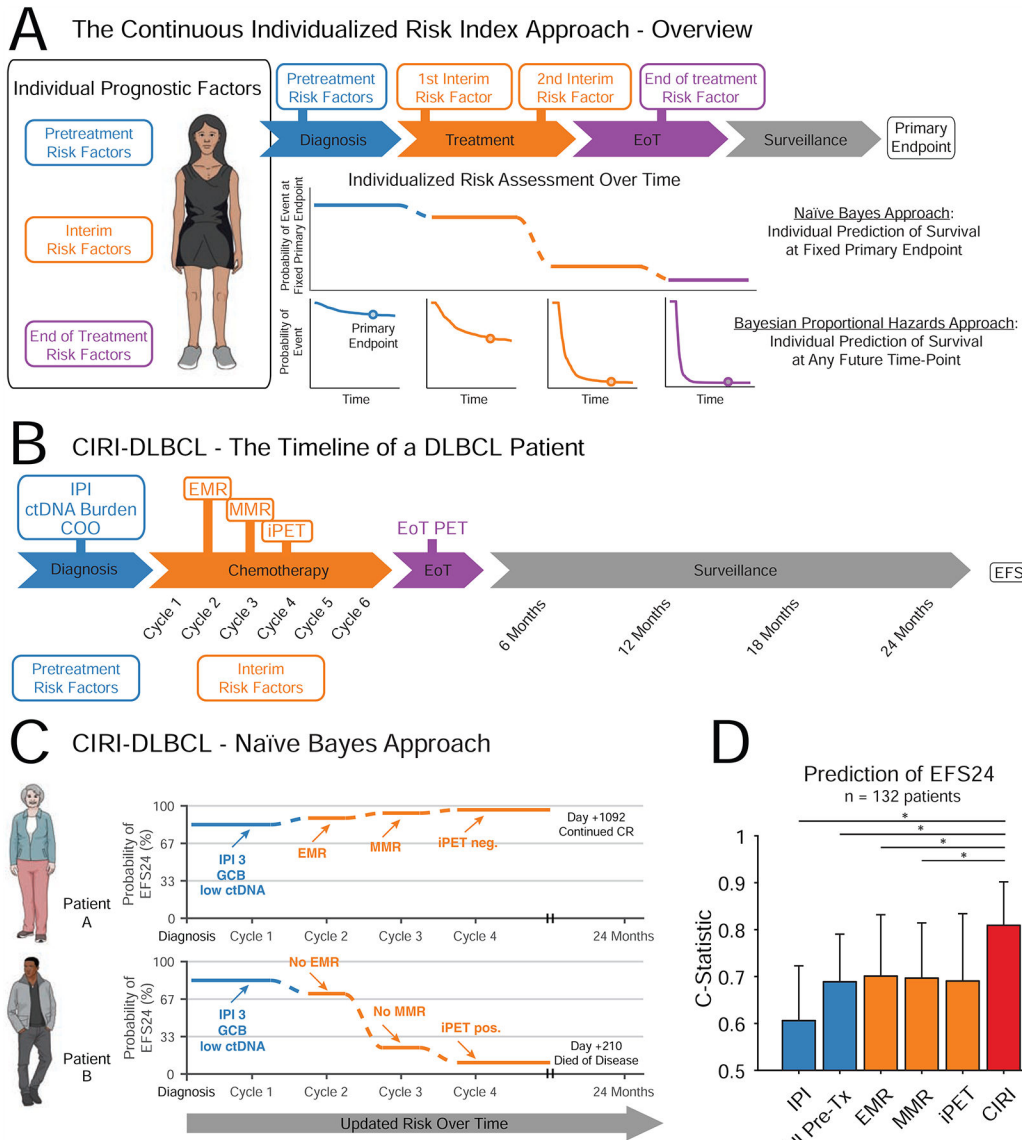 A
The Continuous Individualized Risk Index Approach - Overview
Individual Prognostic Factors
Pretreatment
Risk Factors
Interim
Risk Factors
End of Treatment
Risk Factors
Pretreatment
Risk Factors
1st Interim
Risk Factor
2nd Interim
Risk Factor
End of treatment
Risk Factor
Diagnosis
Treatment
EoT
Surveillance
Primary
Endpoint
Individualized Risk Assessment Over Time
Probability of Event at
Fixed Primary Endpoint
Naïve Bayes Approach:
Individual Prediction of Survival
at Fixed Primary Endpoint
Probability of
Event
Primary
Endpoint
Time
Time
Time
Time
Bayesian Proportional Hazards Approach:
Individual Prediction of Survival
at Any Future Time-Point
B
CIRI-DLBCL - The Timeline of a DLBCL Patient
IPI
ctDNA Burden
COO
EMR
MMR
iPET
EoT PET
Diagnosis
Chemotherapy
EoT
Surveillance
EFS
Cycle 1
Cycle 2
Cycle 3
Cycle 4
Cycle 5
Cycle 6
6 Months
12 Months
18 Months
24 Months
Pretreatment
Risk Factors
Interim
Risk Factors
C
CIRI-DLBCL - Naïve Bayes Approach
Patient
A
Probability of
EFS24 (%)
100
67
33
0
IPI 3
GCB
low ctDNA
EMR
MMR
iPET neg.
Day +1092
Continued CR
Diagnosis
Cycle 1
Cycle 2
Cycle 3
Cycle 4
24 Months
Patient
B
Probability of
EFS24 (%)
100
67
33
0
IPI 3
GCB
low ctDNA
No EMR
No MMR
iPET pos.
Day +210
Died of Disease
Diagnosis
Cycle 1
Cycle 2
Cycle 3
Cycle 4
24 Months
Updated Risk Over Time
D
Prediction of EFS24
n = 132 patients
*
*
*
*
C-Statistic
1
0.9
0.8
0.7
0.6
0.5
IPI
Pre-Tx
EMR
MMR
iPET
CIRI